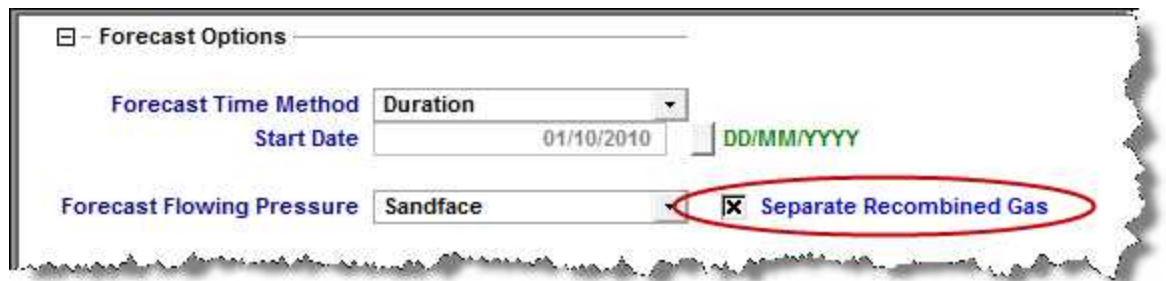 Forecast Options
Forecast Time Method Duration
Start Date 01/10/2010 DD/MM/YYYY
Forecast Flowing Pressure Sandface Separate Recombined Gas